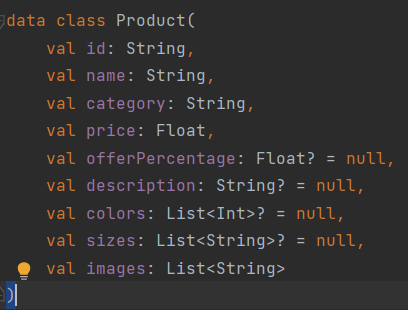 data class Product(
    val id: String,
    val name: String,
    val category: String,
    val price: Float,
    val offerPercentage: Float? = null,
    val description: String? = null,
    val colors: List<Int>? = null,
    val sizes: List<String>? = null,
    val images: List<String>
)